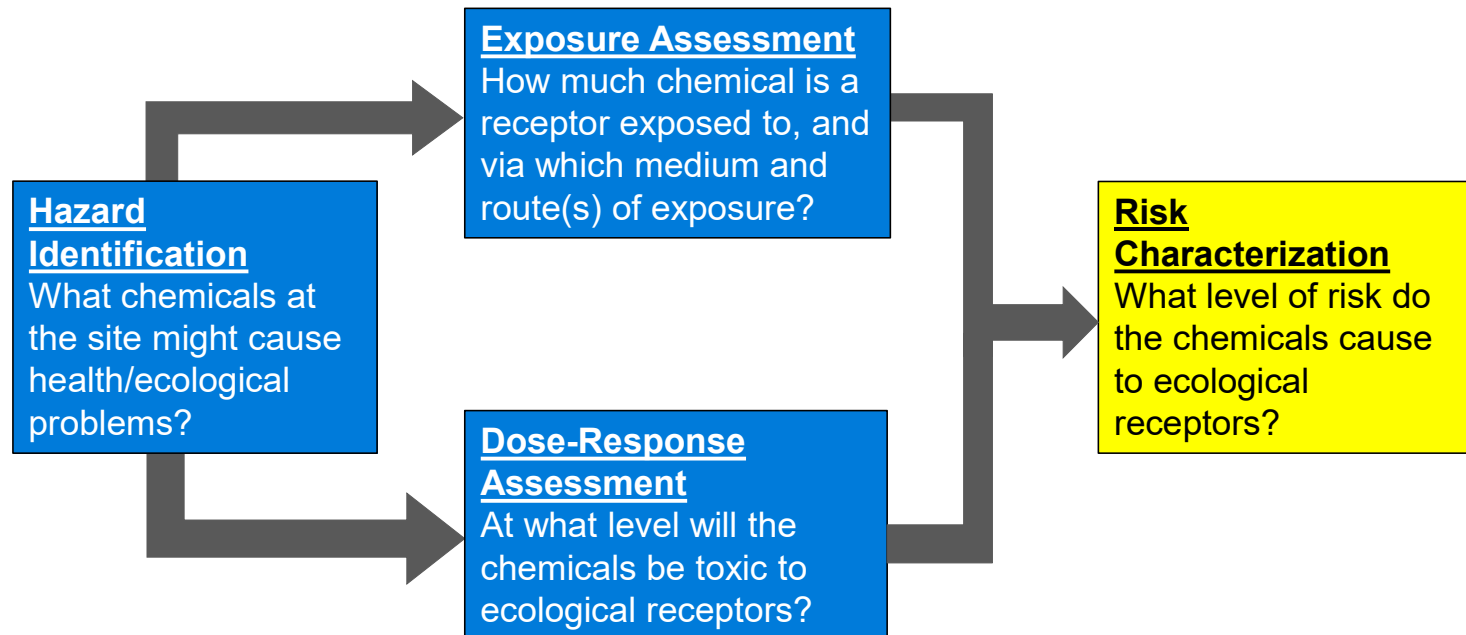 Exposure Assessment
How much chemical is a
receptor exposed to, and
via which medium and
route(s) of exposure?
Hazard
Identification
What chemicals at
the site might cause
health/ecological
problems?
Risk
Characterization
What level of risk do
the chemicals cause
to ecological
receptors?
Dose-Response
Assessment
At what level will the
chemicals be toxic to
ecological receptors?